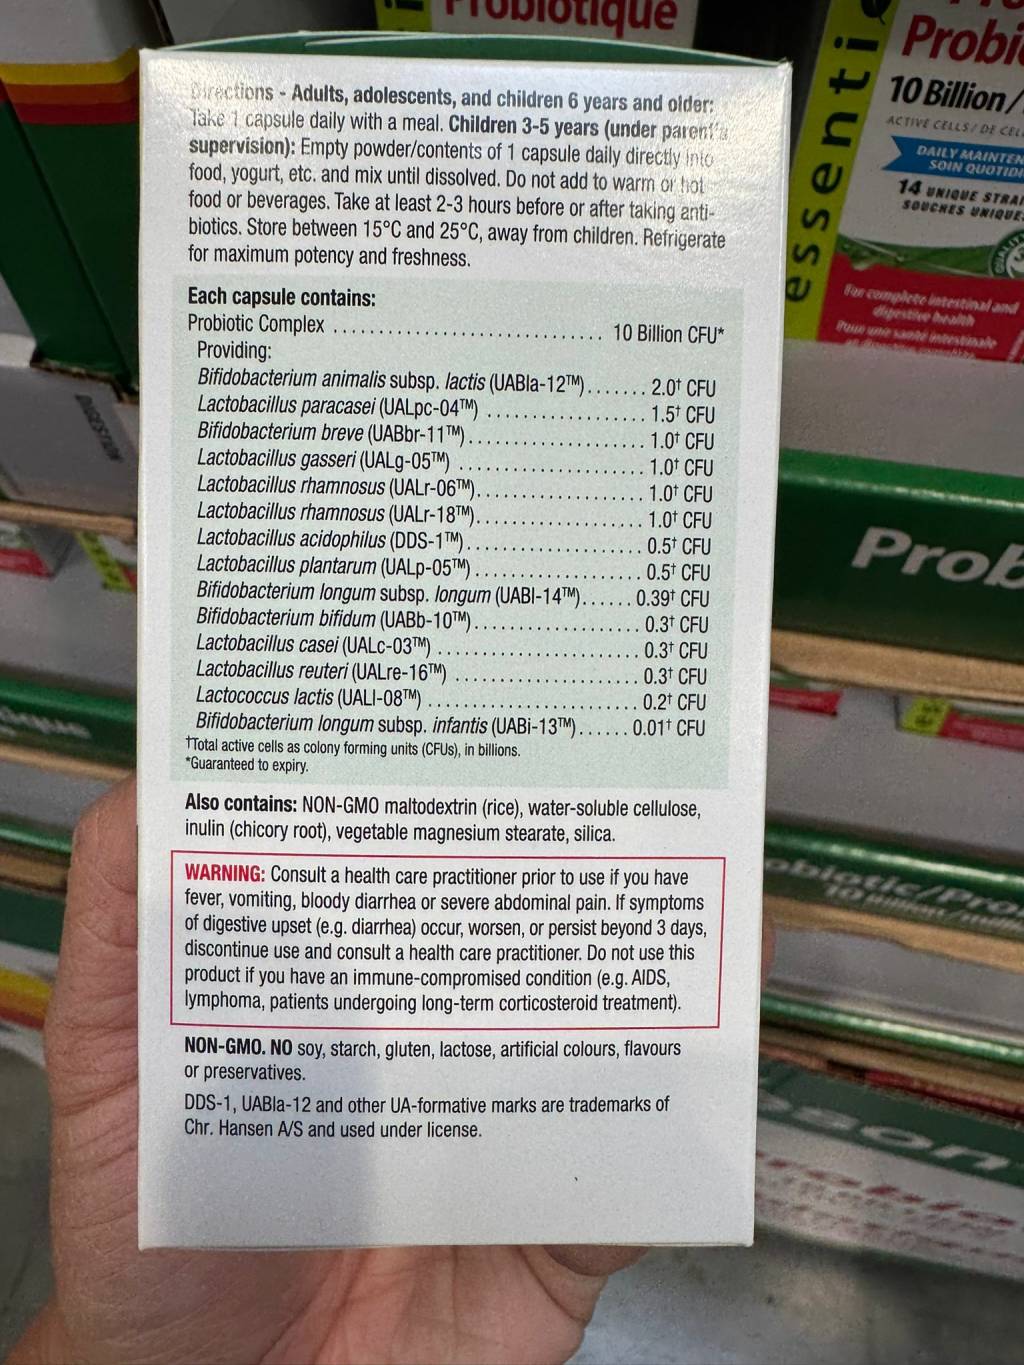 Probiotique
Directions - Adults, adolescents, and children 6 years and older:
Take 1 capsule daily with a meal. Children 3-5 years (under parent's
supervision): Empty powder/contents of 1 capsule daily directly into
food, yogurt, etc. and mix until dissolved. Do not add to warm or hot
food or beverages. Take at least 2-3 hours before or after taking anti-
biotics. Store between 15°C and 25°C, away from children. Refrigerate
for maximum potency and freshness.
Each capsule contains:
Probiotic Complex ............................ 10 Billion CFU*
Providing:
Bifidobacterium animalis subsp. lactis (UABla-12™)....... 2.0† CFU
Lactobacillus paracasei (UALpc-04™) .................. 1.5† CFU
Bifidobacterium breve (UABbr-11™).................... 1.0† CFU
Lactobacillus gasseri (UALg-05™) ..................... 1.0† CFU
Lactobacillus rhamnosus (UALr-06™)................... 1.0† CFU
Lactobacillus rhamnosus (UALr-18™)................... 1.0† CFU
Lactobacillus acidophilus (DDS-1™).................... 0.5† CFU
Lactobacillus plantarum (UALp-05™) ................... 0.5† CFU
Bifidobacterium longum subsp. longum (UABl-14™)...... 0.39† CFU
Bifidobacterium bifidum (UABb-10™)................... 0.3† CFU
Lactobacillus casei (UALc-03™) ....................... 0.3† CFU
Lactobacillus reuteri (UALre-16™) ..................... 0.3† CFU
Lactococcus lactis (UALl-08™) ........................ 0.2† CFU
Bifidobacterium longum subsp. infantis (UABi-13™)...... 0.01† CFU
†Total active cells as colony forming units (CFUs), in billions.
*Guaranteed to expiry.
Also contains: NON-GMO maltodextrin (rice), water-soluble cellulose,
inulin (chicory root), vegetable magnesium stearate, silica.
WARNING: Consult a health care practitioner prior to use if you have
fever, vomiting, bloody diarrhea or severe abdominal pain. If symptoms
of digestive upset (e.g. diarrhea) occur, worsen, or persist beyond 3 days,
discontinue use and consult a health care practitioner. Do not use this
product if you have an immune-compromised condition (e.g. AIDS,
lymphoma, patients undergoing long-term corticosteroid treatment).
NON-GMO. NO soy, starch, gluten, lactose, artificial colours, flavours
or preservatives.
DDS-1, UABla-12 and other UA-formative marks are trademarks of
Chr. Hansen A/S and used under license.
essenti
Probi
10 Billion/
ACTIVE CELLS / DE CELL
DAILY MAINTEN
SOIN QUOTIDI
14 UNIQUE STRAI
SOUCHES UNIQUES
For complete intestinal and
digestive health
Pour une santé intestinale
DIGESTION
Prob